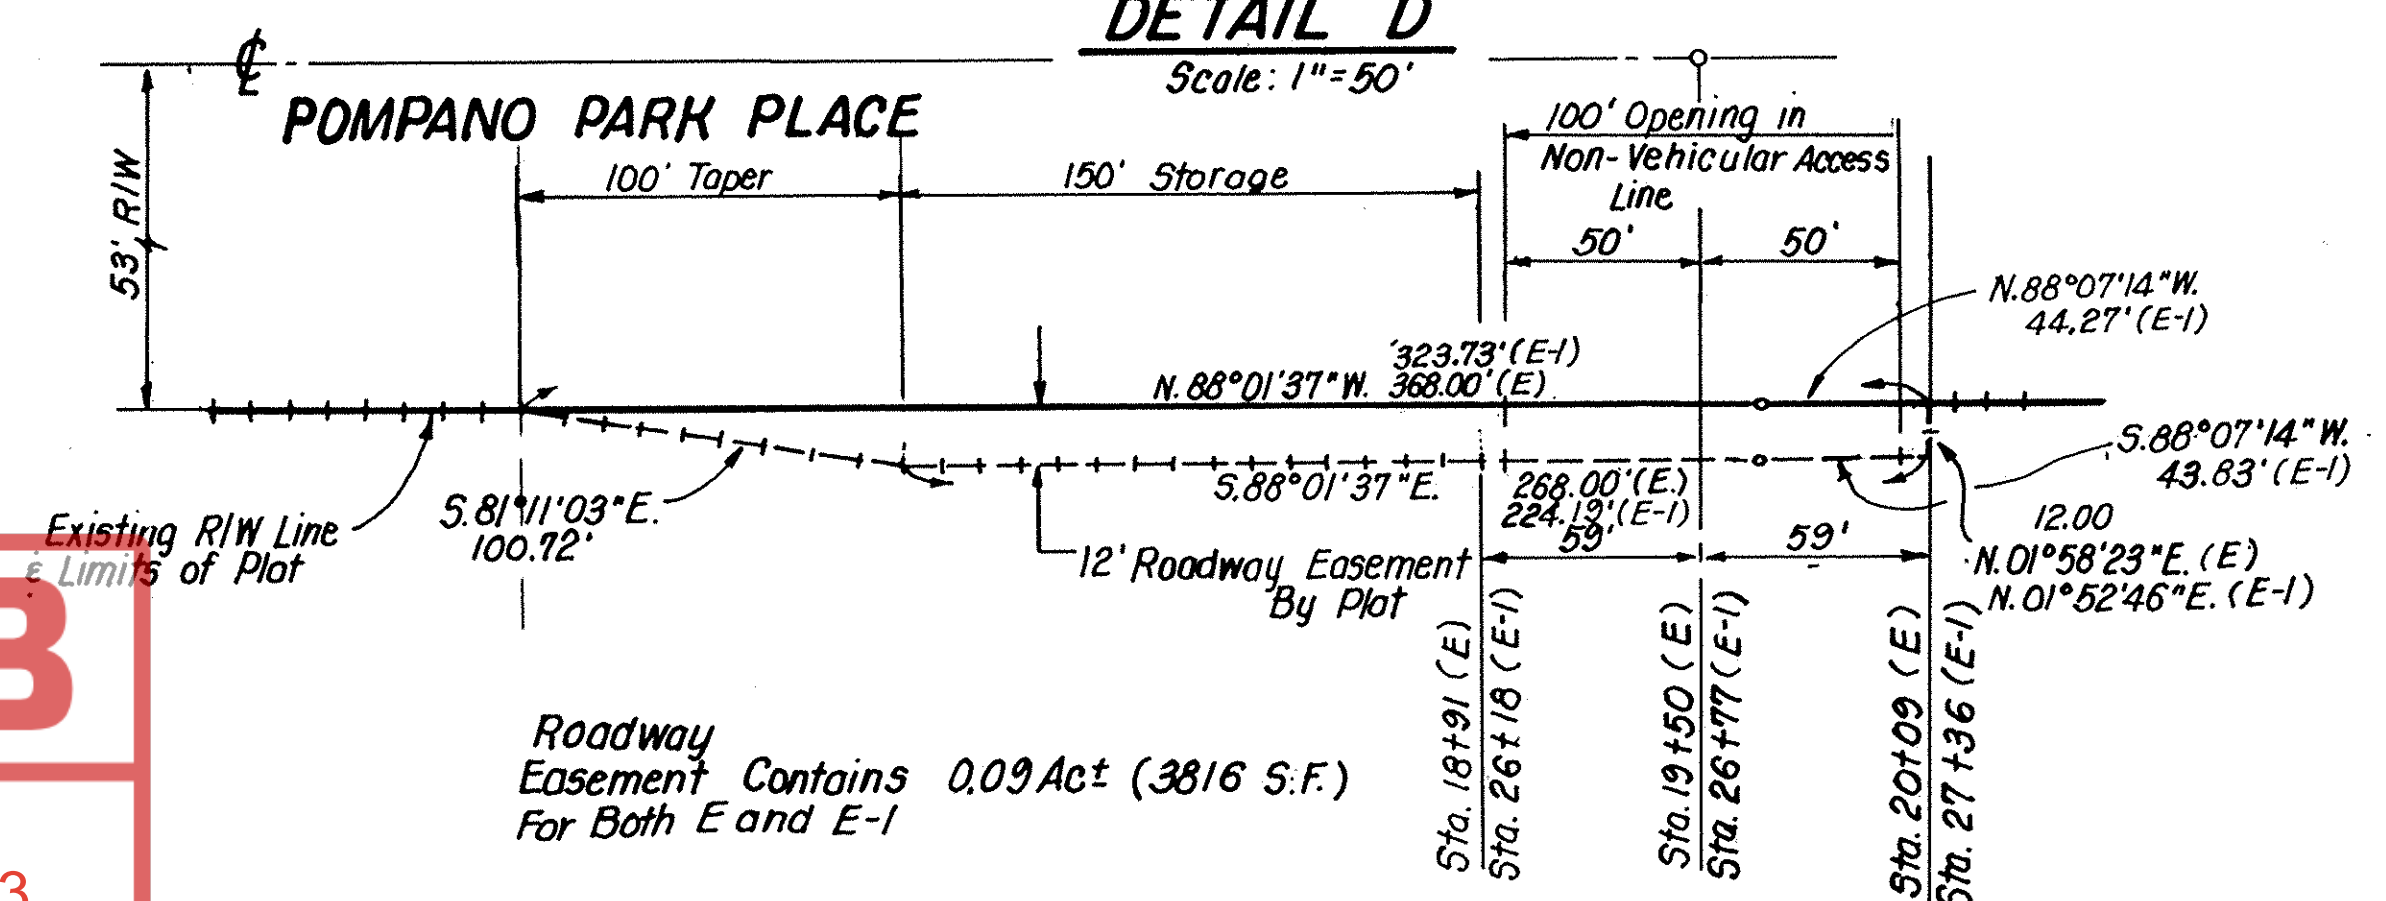 DETAIL D
Scale: 1"=50'
℄
POMPANO PARK PLACE
53' R/W
100' Taper
150' Storage
100' Opening in
Non-Vehicular Access
Line
50'
50'
N.88°07'14"W.
44.27'(E-1)
323.73'(E-1)
N.88°01'37"W. 368.00'(E)
S.88°07'14"W.
43.83'(E-1)
S.88°01'37"E.
268.00'(E.)
224.19'(E-1)
59'
59'
12.00
N.01°58'23"E.(E)
N.01°52'46"E.(E-1)
Existing R/W Line
& Limits of Plat
S.81°11'03"E.
100.72'
12' Roadway Easement
By Plat
Sta. 18+91 (E)
Sta. 26+18 (E-1)
Sta. 19+50 (E)
Sta. 26+77 (E-1)
Sta. 20+09 (E)
Sta. 27+36 (E-1)
Roadway
Easement Contains 0.09 Ac± (3816 S.F.)
For Both E and E-1
B
3